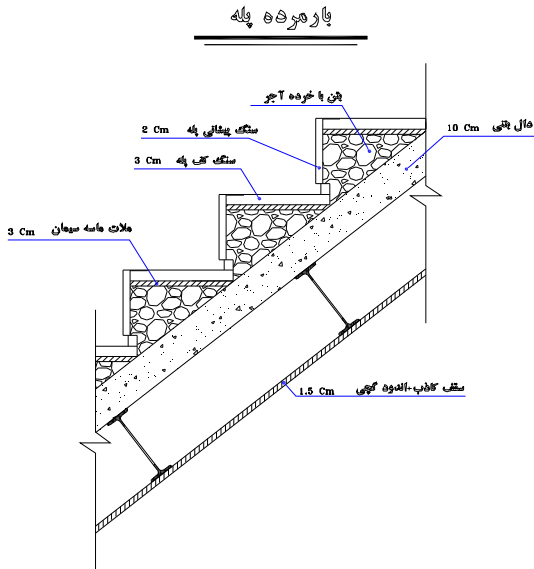 بارمرده پله
بتن با خرده آجر
سنگ پیشانی پله 2 Cm
دال بتنی 10 Cm
سنگ کف پله 3 Cm
ملات ماسه سیمان 3 Cm
سقف کاذب+اندود گچی 1.5 Cm